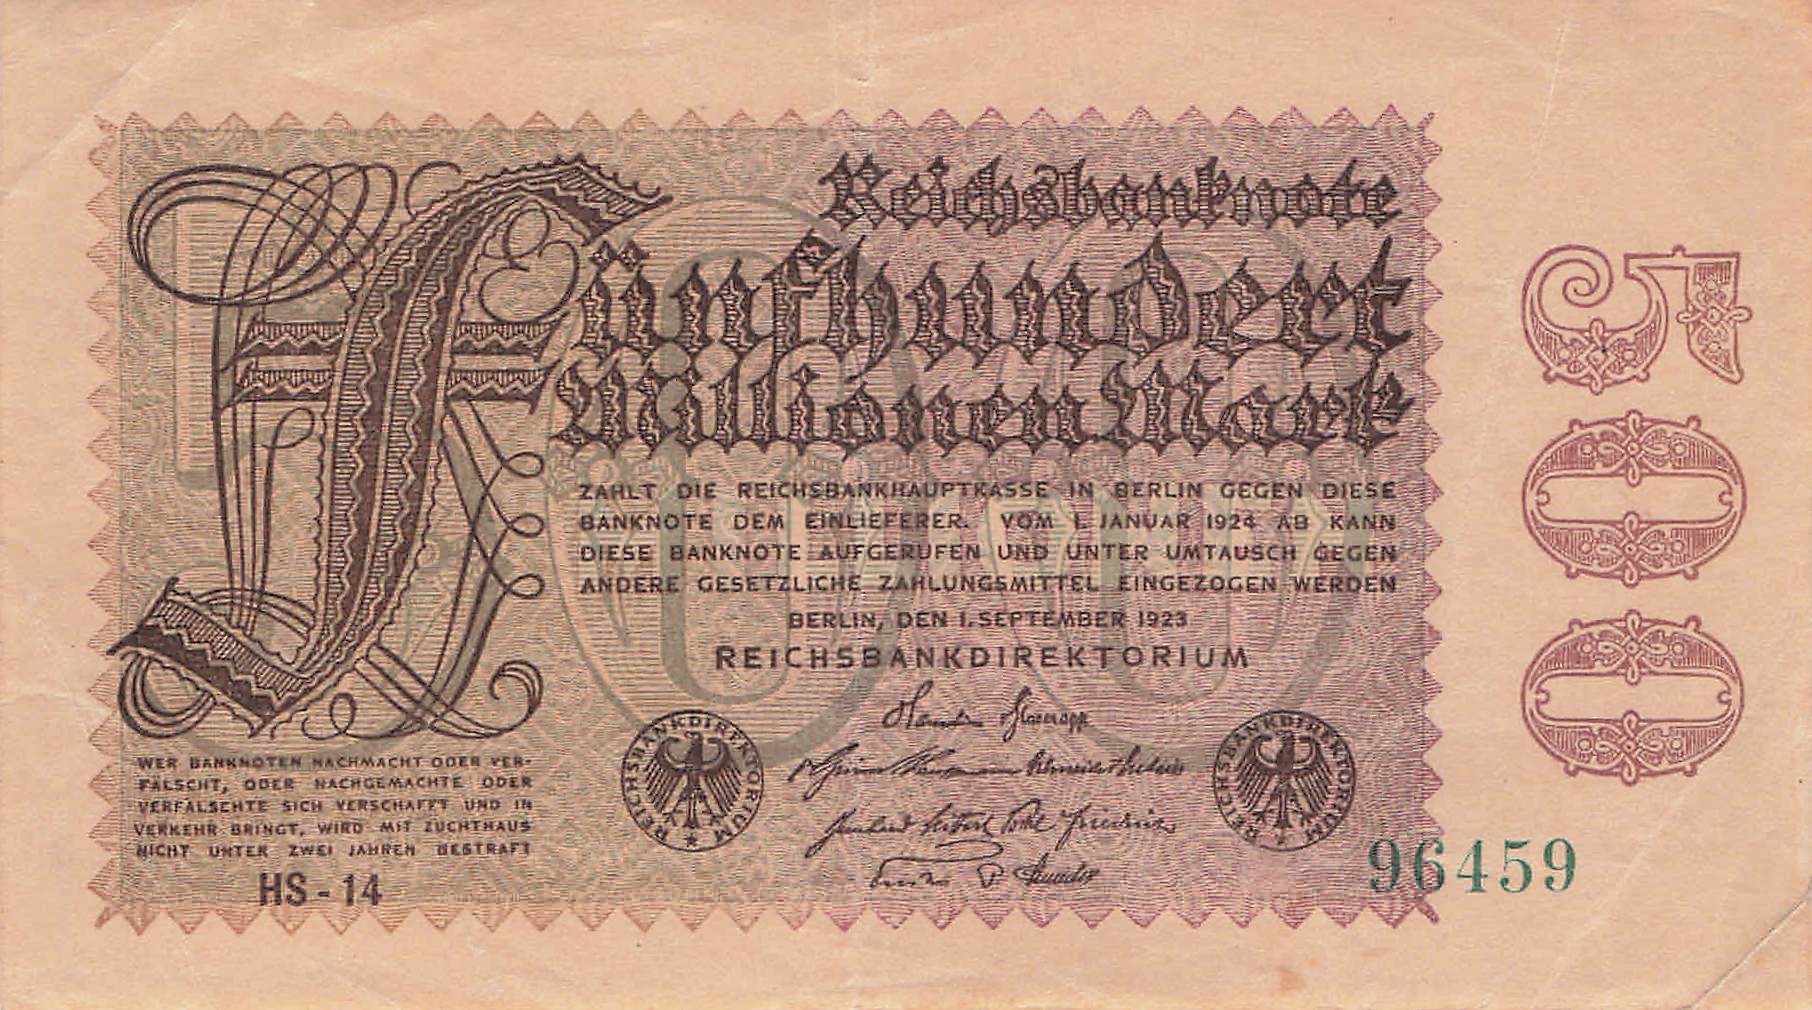 Reichsbanknote
Fünfhundert
Millionen Mark
ZAHLT DIE REICHSBANKHAUPTKASSE IN BERLIN GEGEN DIESE
BANKNOTE DEM EINLIEFERER. VOM 1. JANUAR 1924 AB KANN
DIESE BANKNOTE AUFGERUFEN UND UNTER UMTAUSCH GEGEN
ANDERE GESETZLICHE ZAHLUNGSMITTEL EINGEZOGEN WERDEN
BERLIN, DEN 1. SEPTEMBER 1923
REICHSBANKDIREKTORIUM
REICHSBANKDIREKTORIUM
REICHSBANKDIREKTORIUM
WER BANKNOTEN NACHMACHT ODER VER-
FÄLSCHT, ODER NACHGEMACHTE ODER
VERFÄLSCHTE SICH VERSCHAFFT UND IN
VERKEHR BRINGT, WIRD MIT ZUCHTHAUS
NICHT UNTER ZWEI JAHREN BESTRAFT
HS - 14
96459
500